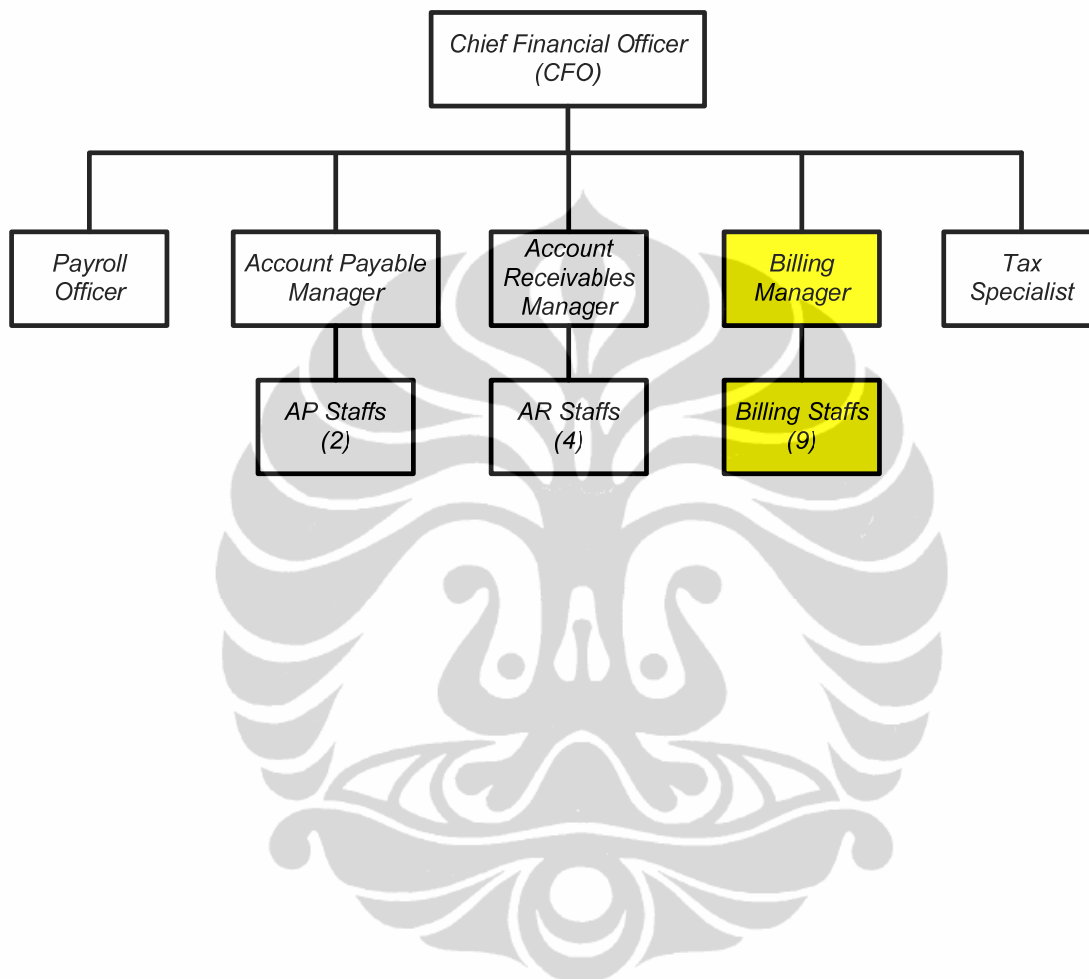 Chief Financial Officer
(CFO)
Payroll
Officer
Account Payable
Manager
Account
Receivables
Manager
Billing
Manager
Tax
Specialist
AP Staffs
(2)
AR Staffs
(4)
Billing Staffs
(9)